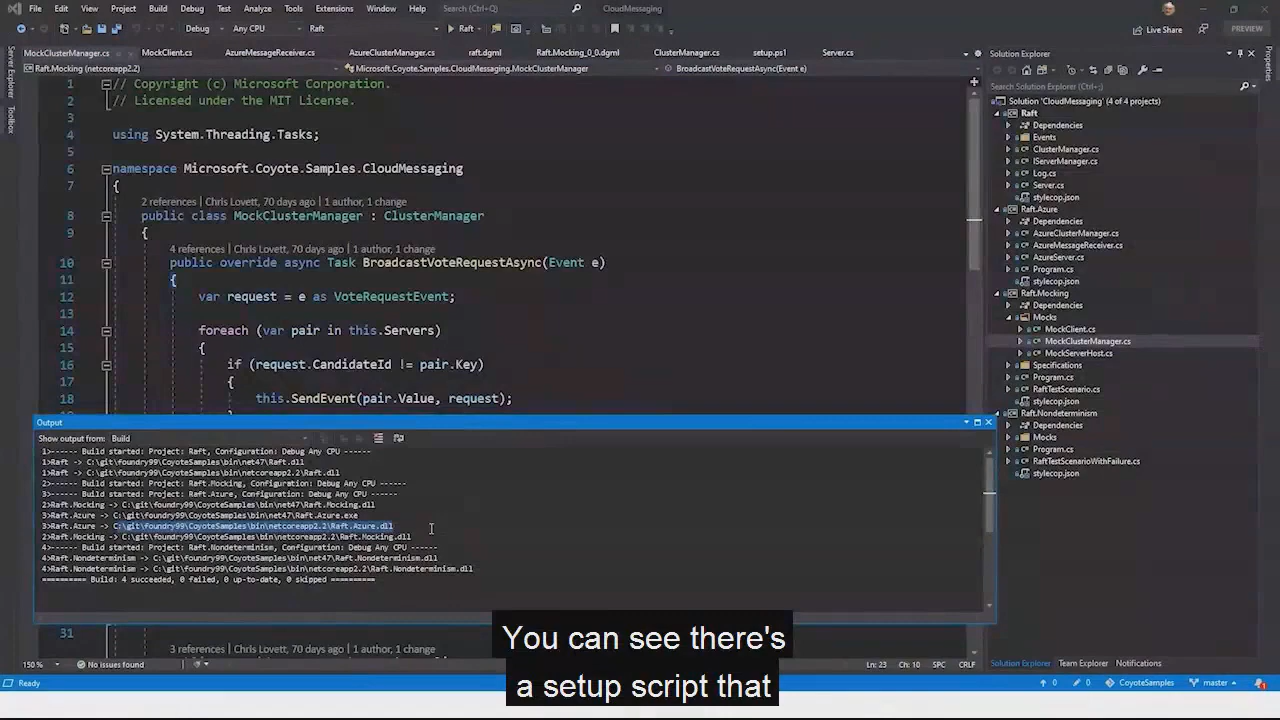 File Edit View Project Build Debug Test Analyze Tools Extensions Window Help Search (Ctrl+Q) CloudMessaging
Debug Any CPU Raft Raft Live Share PREVIEW
MockClusterManager.cs MockClient.cs AzureMessageReceiver.cs AzureClusterManager.cs raft.dgml Raft.Mocking_0_0.dgml ClusterManager.cs setup.ps1 Server.cs
Raft.Mocking (netcoreapp2.2) Microsoft.Coyote.Samples.CloudMessaging.MockClusterManager BroadcastVoteRequestAsync(Event e)
Server Explorer
Toolbox
1 // Copyright (c) Microsoft Corporation.
2 // Licensed under the MIT License.
3
4 using System.Threading.Tasks;
5
6 namespace Microsoft.Coyote.Samples.CloudMessaging
7 {
2 references | Chris Lovett, 70 days ago | 1 author, 1 change
8 public class MockClusterManager : ClusterManager
9 {
4 references | Chris Lovett, 70 days ago | 1 author, 1 change
10 public override async Task BroadcastVoteRequestAsync(Event e)
11 {
12 var request = e as VoteRequestEvent;
13
14 foreach (var pair in this.Servers)
15 {
16 if (request.CandidateId != pair.Key)
17 {
18 this.SendEvent(pair.Value, request);
Output
Show output from: Build
1>------ Build started: Project: Raft, Configuration: Debug Any CPU ------
1>Raft -> C:\git\foundry99\CoyoteSamples\bin\net47\Raft.dll
1>Raft -> C:\git\foundry99\CoyoteSamples\bin\netcoreapp2.2\Raft.dll
2>------ Build started: Project: Raft.Mocking, Configuration: Debug Any CPU ------
3>------ Build started: Project: Raft.Azure, Configuration: Debug Any CPU ------
2>Raft.Mocking -> C:\git\foundry99\CoyoteSamples\bin\net47\Raft.Mocking.dll
3>Raft.Azure -> C:\git\foundry99\CoyoteSamples\bin\net47\Raft.Azure.exe
3>Raft.Azure -> C:\git\foundry99\CoyoteSamples\bin\netcoreapp2.2\Raft.Azure.dll
2>Raft.Mocking -> C:\git\foundry99\CoyoteSamples\bin\netcoreapp2.2\Raft.Mocking.dll
4>------ Build started: Project: Raft.Nondeterminism, Configuration: Debug Any CPU ------
4>Raft.Nondeterminism -> C:\git\foundry99\CoyoteSamples\bin\net47\Raft.Nondeterminism.dll
4>Raft.Nondeterminism -> C:\git\foundry99\CoyoteSamples\bin\netcoreapp2.2\Raft.Nondeterminism.dll
========== Build: 4 succeeded, 0 failed, 0 up-to-date, 0 skipped ==========
31
3 references | Chris Lovett, 70 days ago | 1 author, 1 change
150 % No issues found Ln: 23 Ch: 10 SPC CRLF
Solution Explorer
Search Solution Explorer (Ctrl+;)
Solution 'CloudMessaging' (4 of 4 projects)
Raft
Dependencies
Events
ClusterManager.cs
IServerManager.cs
Log.cs
Server.cs
stylecop.json
Raft.Azure
Dependencies
AzureClusterManager.cs
AzureMessageReceiver.cs
AzureServer.cs
Program.cs
stylecop.json
Raft.Mocking
Dependencies
Mocks
MockClient.cs
MockClusterManager.cs
MockServerHost.cs
Specifications
Program.cs
RaftTestScenario.cs
stylecop.json
Raft.Nondeterminism
Dependencies
Mocks
Program.cs
RaftTestScenarioWithFailure.cs
stylecop.json
Properties
Solution Explorer Team Explorer Notifications
Ready 0 0 CoyoteSamples master 1
You can see there's
a setup script that